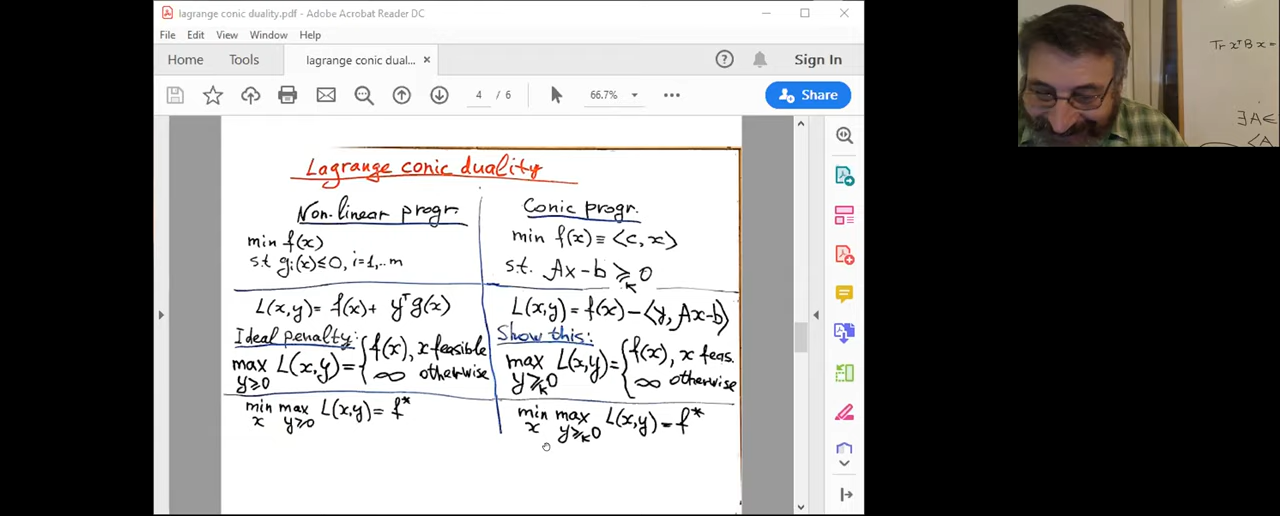 lagrange conic duality.pdf - Adobe Acrobat Reader DC
File Edit View Window Help
Home Tools lagrange conic dual... × Sign In
4 / 6 66.7% Share
Lagrange conic duality
Non-linear progr.
min f(x)
s.t gᵢ(x)≤0, i=1,..m
L(x,y)= f(x)+ yᵀg(x)
Ideal penalty:
max L(x,y)= { f(x), x feasible
y≥0 ∞ otherwise
min max L(x,y)= f*
x y≥0
Conic progr.
min f(x)≡ <c, x>
s.t. Ax-b ≥ₖ 0
L(x,y)=f(x)-<y, Ax-b>
Show this:
max L(x,y)= { f(x), x feas.
y≥ₖ0 ∞ otherwise
min max L(x,y)=f*
x y≥ₖ0
Tr xᵀBx =
∃A∈
<A